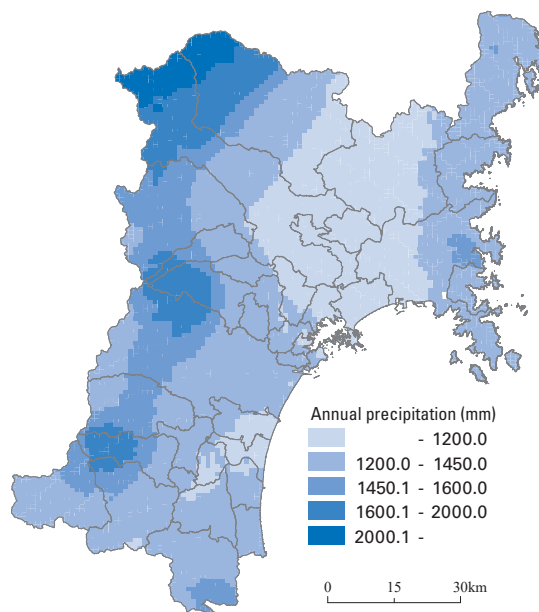 Annual precipitation (mm)
- 1200.0
1200.0 - 1450.0
1450.1 - 1600.0
1600.1 - 2000.0
2000.1 -
0 15 30km